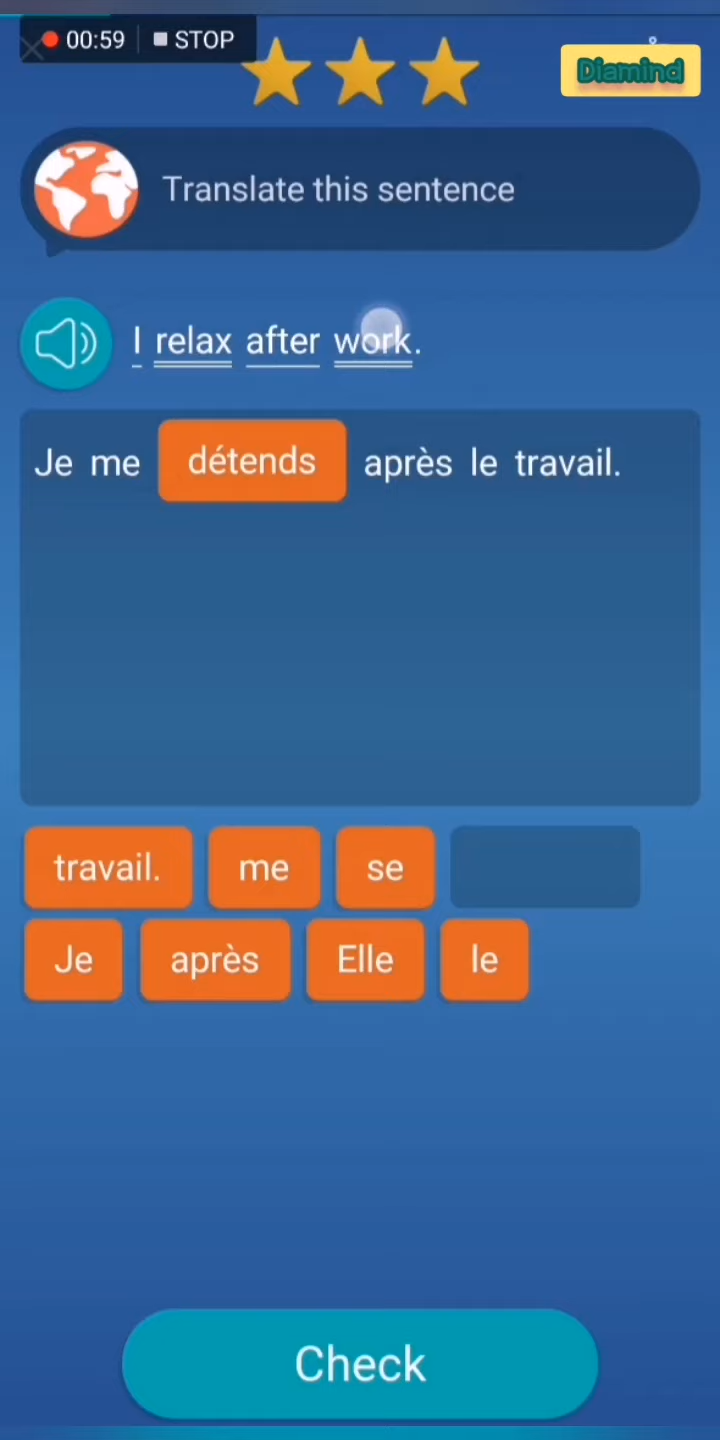 00:59 STOP
Diamind
Translate this sentence
I relax after work.
Je me détends après le travail.
travail. me se
Je après Elle le
Check